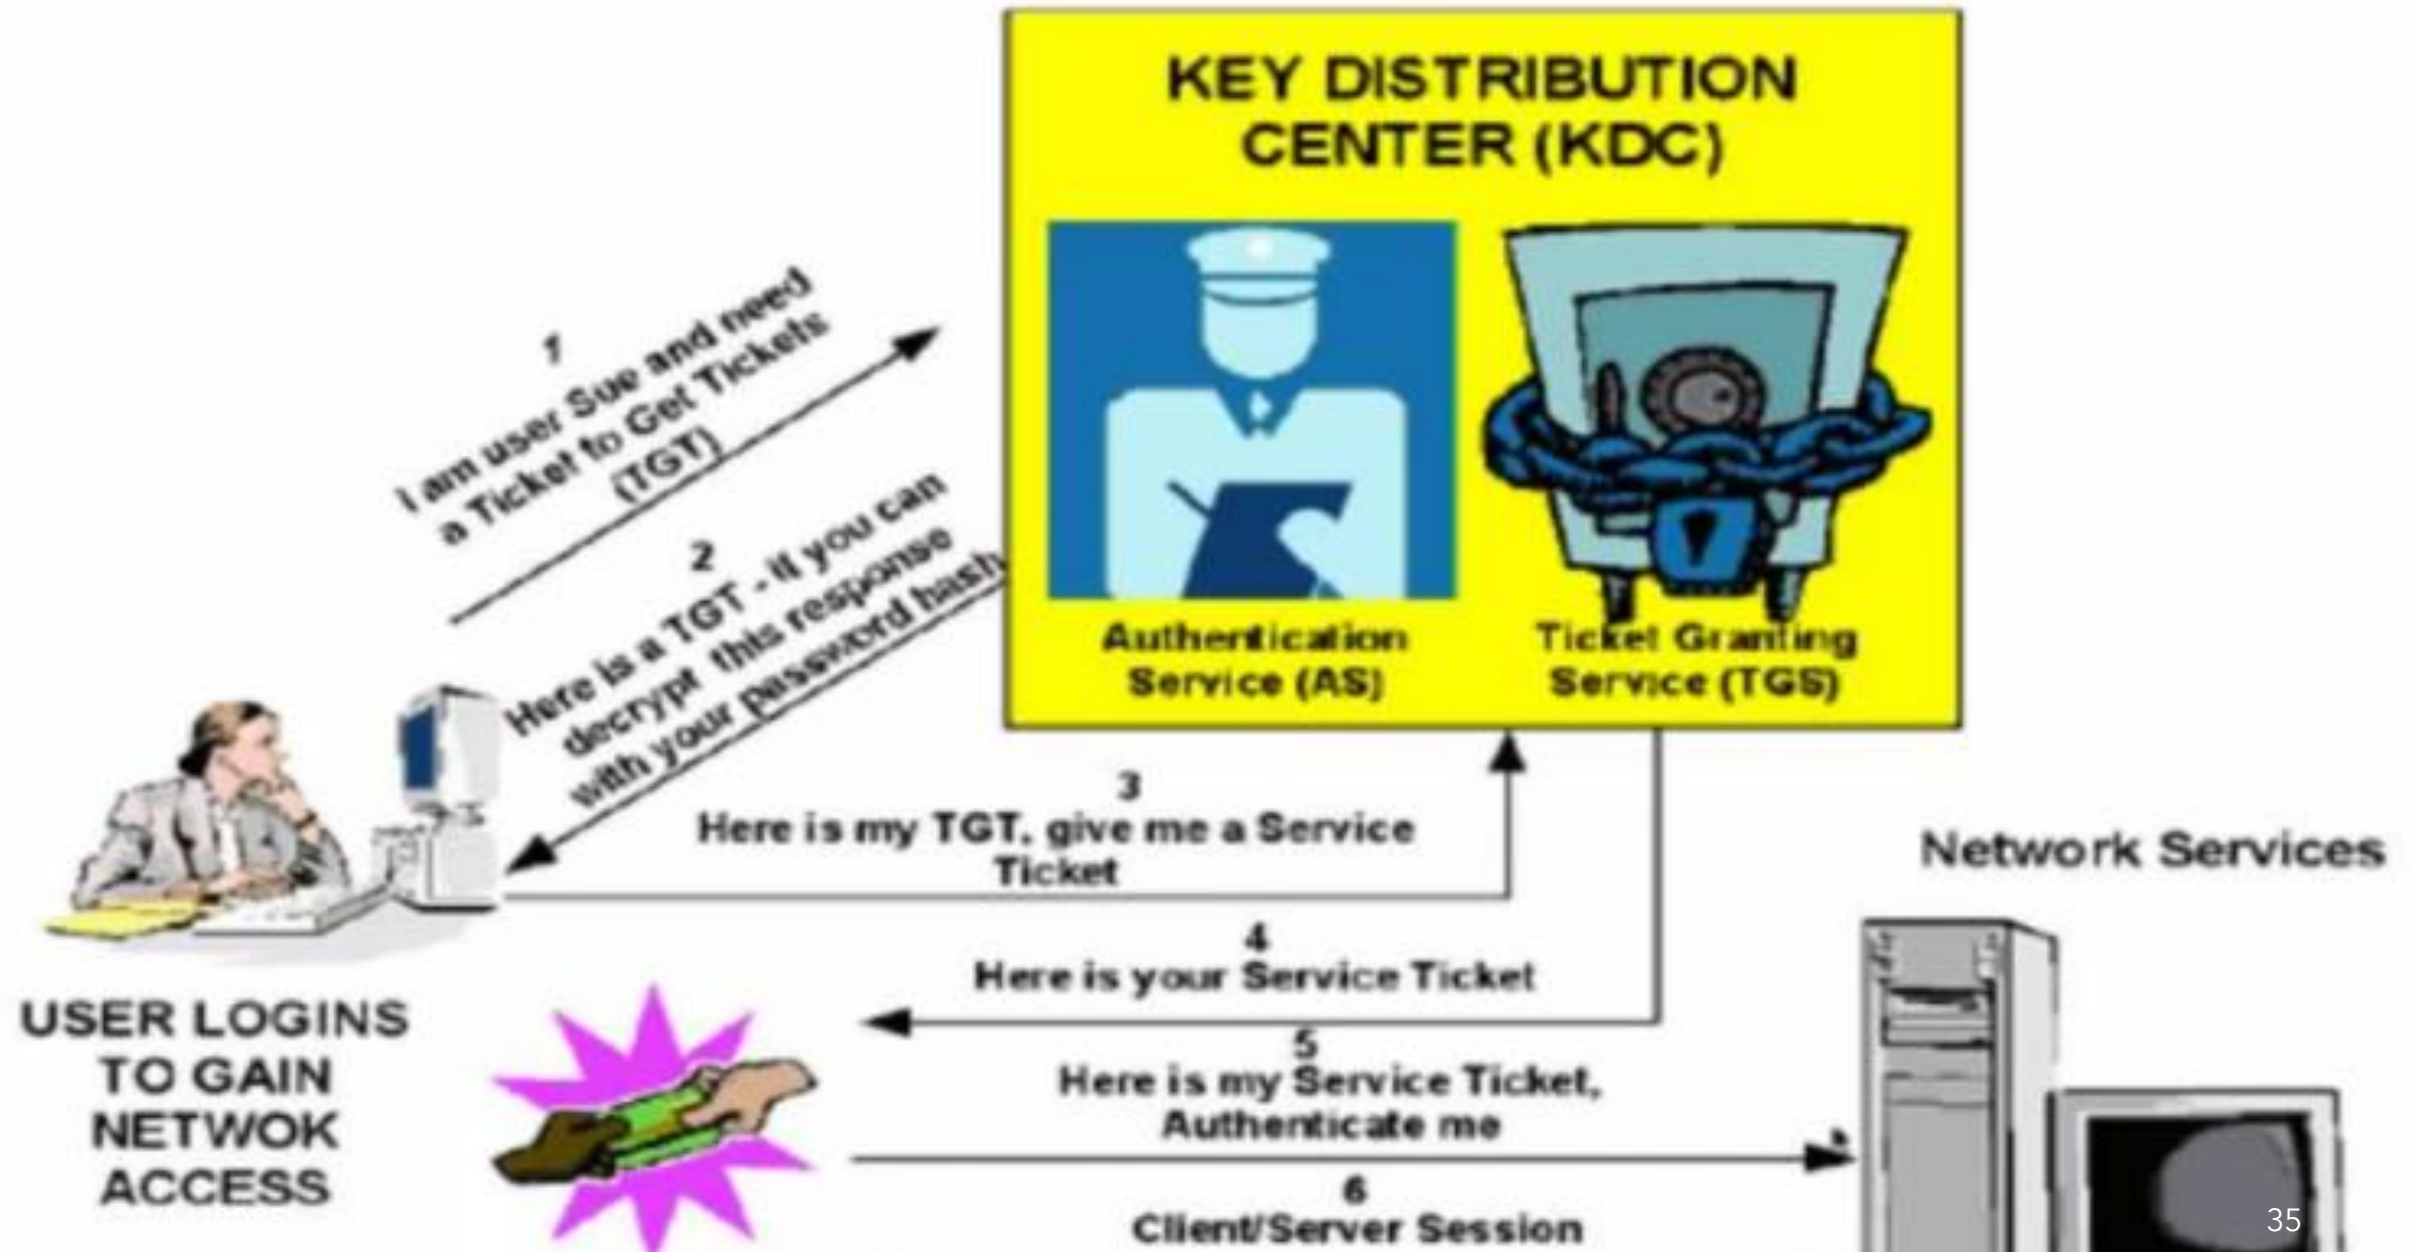 KEY DISTRIBUTION
CENTER (KDC)
Authentication
Service (AS)
Ticket Granting
Service (TGS)
1
I am user Sue and need
a Ticket to Get Tickets
(TGT)
2
Here is a TGT - if you can
decrypt this response
with your password hash
3
Here is my TGT, give me a Service
Ticket
4
Here is your Service Ticket
5
Here is my Service Ticket,
Authenticate me
6
Client/Server Session
USER LOGINS
TO GAIN
NETWOK
ACCESS
Network Services
35